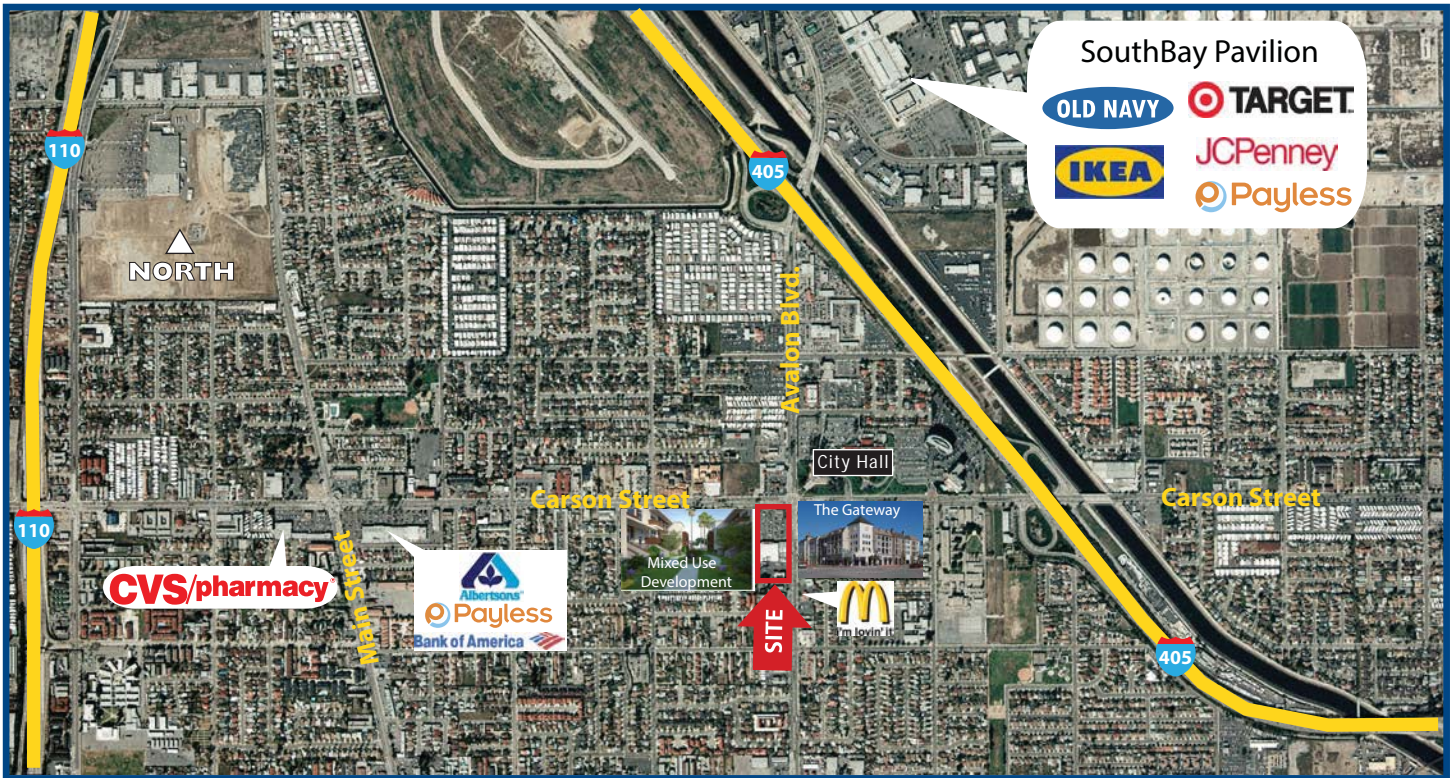 SouthBay Pavilion
OLD NAVY
TARGET
IKEA
JCPenney
Payless
110
405
NORTH
Avalon Blvd.
City Hall
Carson Street
Carson Street
110
The Gateway
Mixed Use
Development
CVS/pharmacy
Main Street
Albertsons
Payless
Bank of America
SITE
i'm lovin' it
405